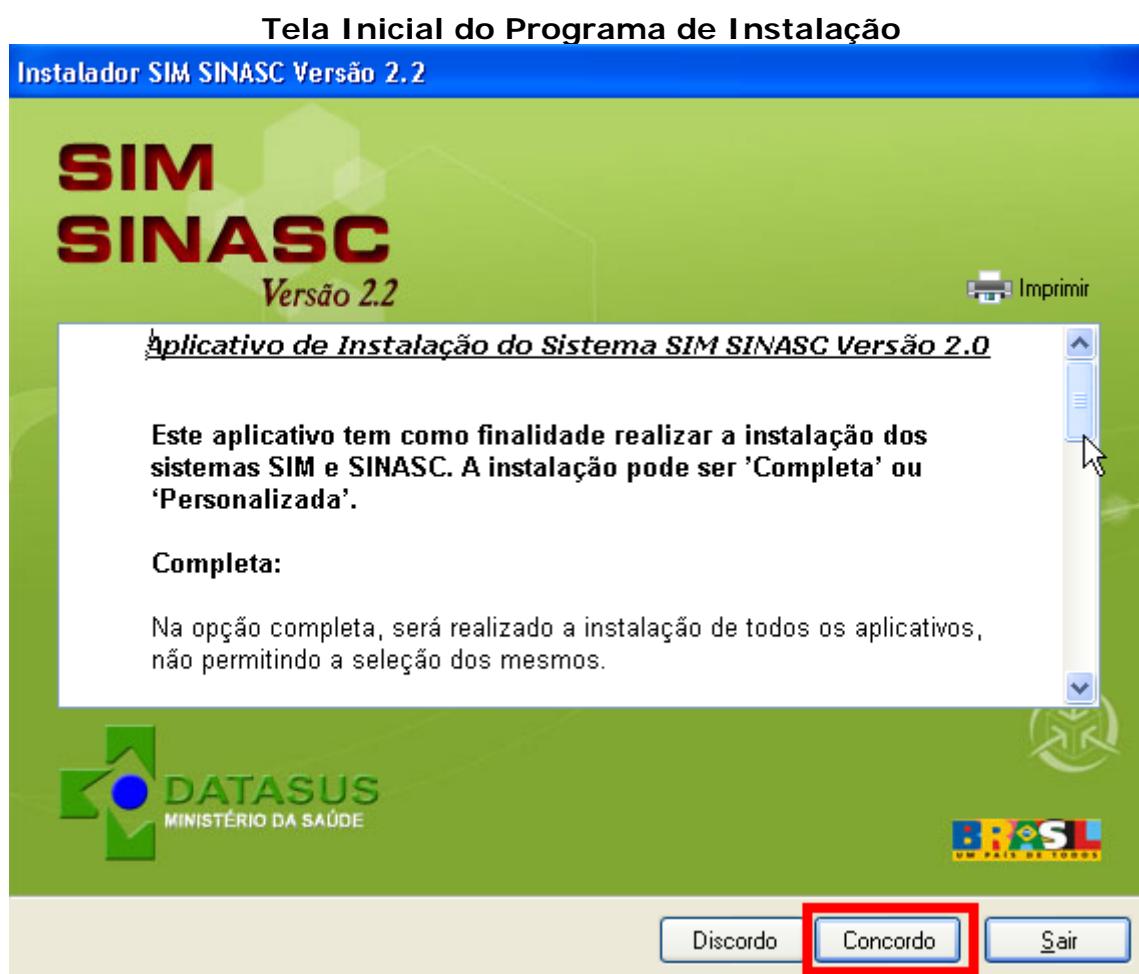 Tela Inicial do Programa de Instalação
Instalador SIM SINASC Versão 2.2
SIM
SINASC
Versão 2.2
Imprimir
Aplicativo de Instalação do Sistema SIM SINASC Versão 2.0
Este aplicativo tem como finalidade realizar a instalação dos
sistemas SIM e SINASC. A instalação pode ser ’Completa’ ou
‘Personalizada’.
Completa:
Na opção completa, será realizado a instalação de todos os aplicativos,
não permitindo a seleção dos mesmos.
DATASUS
MINISTÉRIO DA SAÚDE
BRASIL
UM PAÍS DE TODOS
Discordo Concordo Sair